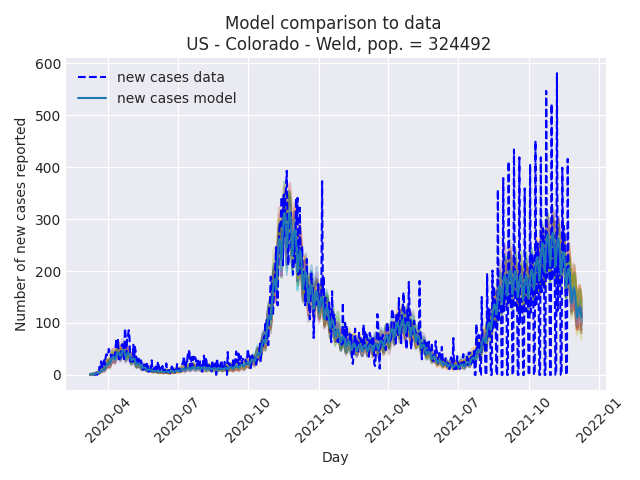 Model comparison to data
US - Colorado - Weld, pop. = 324492
new cases data
new cases model
Number of new cases reported
600
500
400
300
200
100
0
2020-04
2020-07
2020-10
2021-01
2021-04
2021-07
2021-10
2022-01
Day